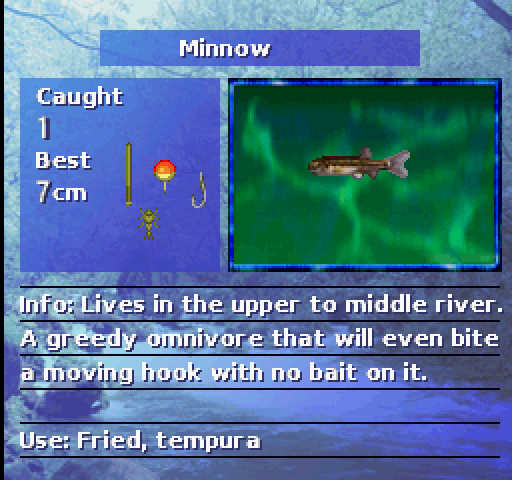 Minnow
Caught
1
Best
7cm
Info: Lives in the upper to middle river.
A greedy omnivore that will even bite
a moving hook with no bait on it.
Use: Fried, tempura